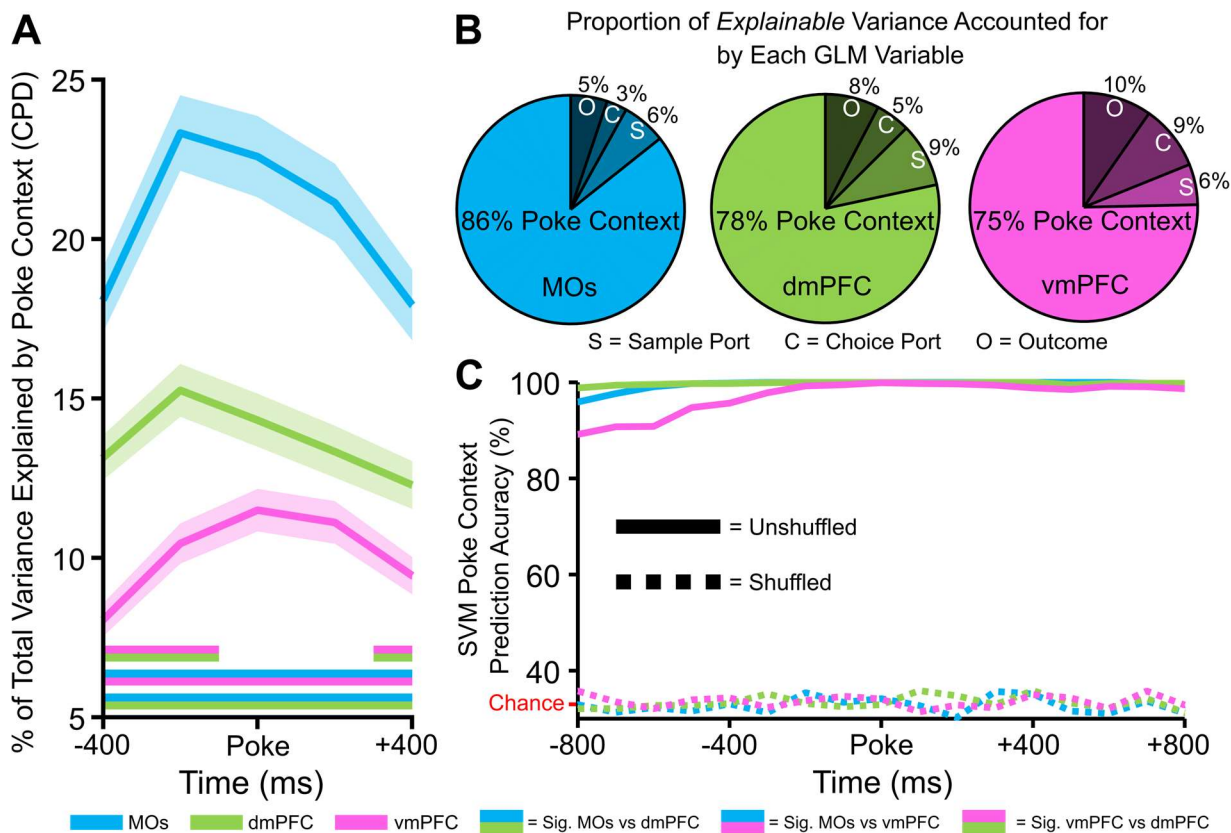 A
% of Total Variance Explained by Poke Context (CPD)
25
20
15
10
5
-400
Poke
+400
Time (ms)
B
Proportion of Explainable Variance Accounted for
by Each GLM Variable
5%
3%
6%
O
C
S
86% Poke Context
MOs
8%
5%
9%
O
C
S
78% Poke Context
dmPFC
10%
9%
6%
O
C
S
75% Poke Context
vmPFC
S = Sample Port C = Choice Port O = Outcome
C
SVM Poke Context
Prediction Acuracy (%)
100
80
60
40
Chance
= Unshuffled
= Shuffled
-800
-400
Poke
+400
+800
Time (ms)
MOs dmPFC vmPFC = Sig. MOs vs dmPFC = Sig. MOs vs vmPFC = Sig. vmPFC vs dmPFC